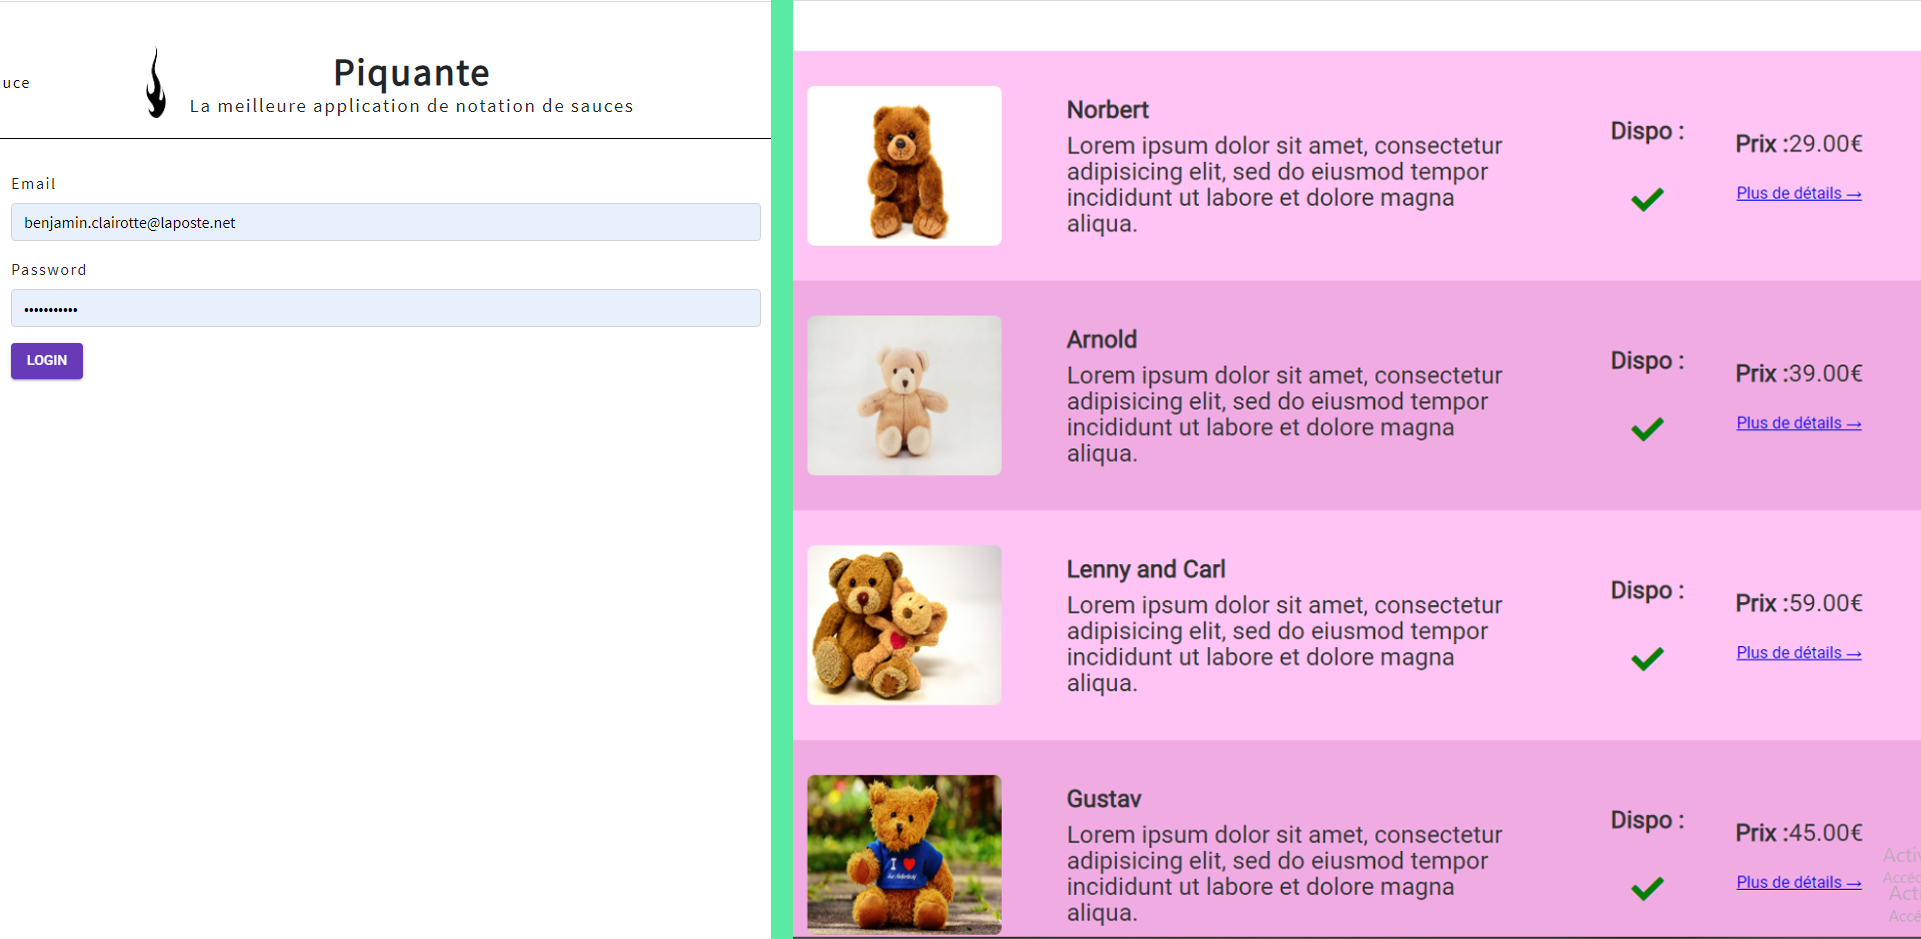 uce
Piquante
La meilleure application de notation de sauces
Email
benjamin.clairotte@laposte.net
Password
•••••••••••
LOGIN
Norbert
Lorem ipsum dolor sit amet, consectetur
adipisicing elit, sed do eiusmod tempor
incididunt ut labore et dolore magna
aliqua.
Dispo :
Prix :29.00€
Plus de détails →
Arnold
Lorem ipsum dolor sit amet, consectetur
adipisicing elit, sed do eiusmod tempor
incididunt ut labore et dolore magna
aliqua.
Dispo :
Prix :39.00€
Plus de détails →
Lenny and Carl
Lorem ipsum dolor sit amet, consectetur
adipisicing elit, sed do eiusmod tempor
incididunt ut labore et dolore magna
aliqua.
Dispo :
Prix :59.00€
Plus de détails →
Gustav
Lorem ipsum dolor sit amet, consectetur
adipisicing elit, sed do eiusmod tempor
incididunt ut labore et dolore magna
aliqua.
Dispo :
Prix :45.00€
Plus de détails →
I